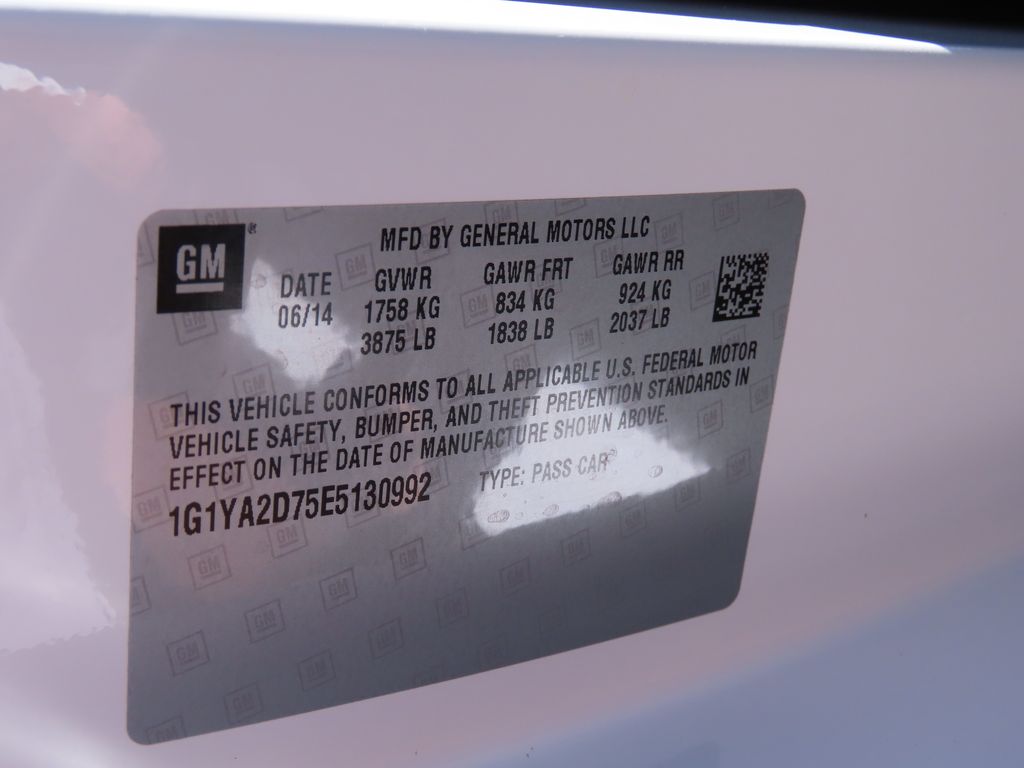 GM
MFD BY GENERAL MOTORS LLC
DATE GVWR GAWR FRT GAWR RR
06/14 1758 KG 834 KG 924 KG
3875 LB 1838 LB 2037 LB
THIS VEHICLE CONFORMS TO ALL APPLICABLE U.S. FEDERAL MOTOR
VEHICLE SAFETY, BUMPER, AND THEFT PREVENTION STANDARDS IN
EFFECT ON THE DATE OF MANUFACTURE SHOWN ABOVE.
1G1YA2D75E5130992 TYPE: PASS CAR